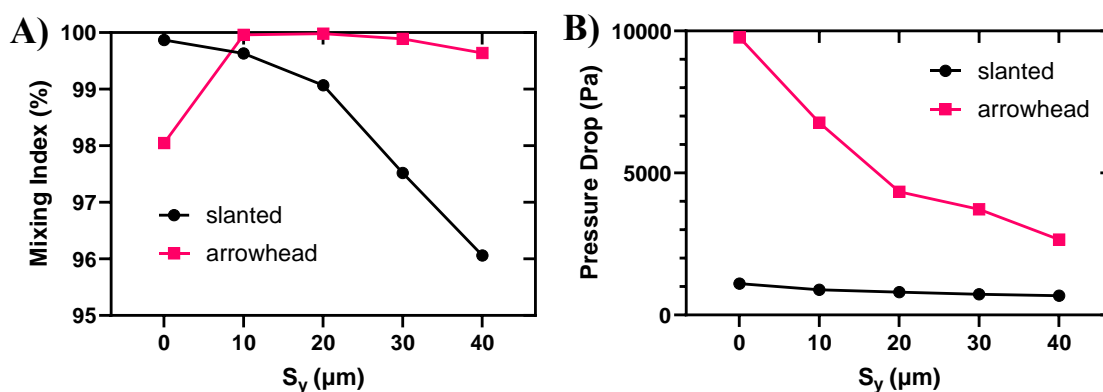 A)
100
99
98
97
96
95
Mixing Index (%)
slanted
arrowhead
0 10 20 30 40
Sy (μm)
B)
10000
5000
0
Pressure Drop (Pa)
slanted
arrowhead
0 10 20 30 40
Sy (μm)